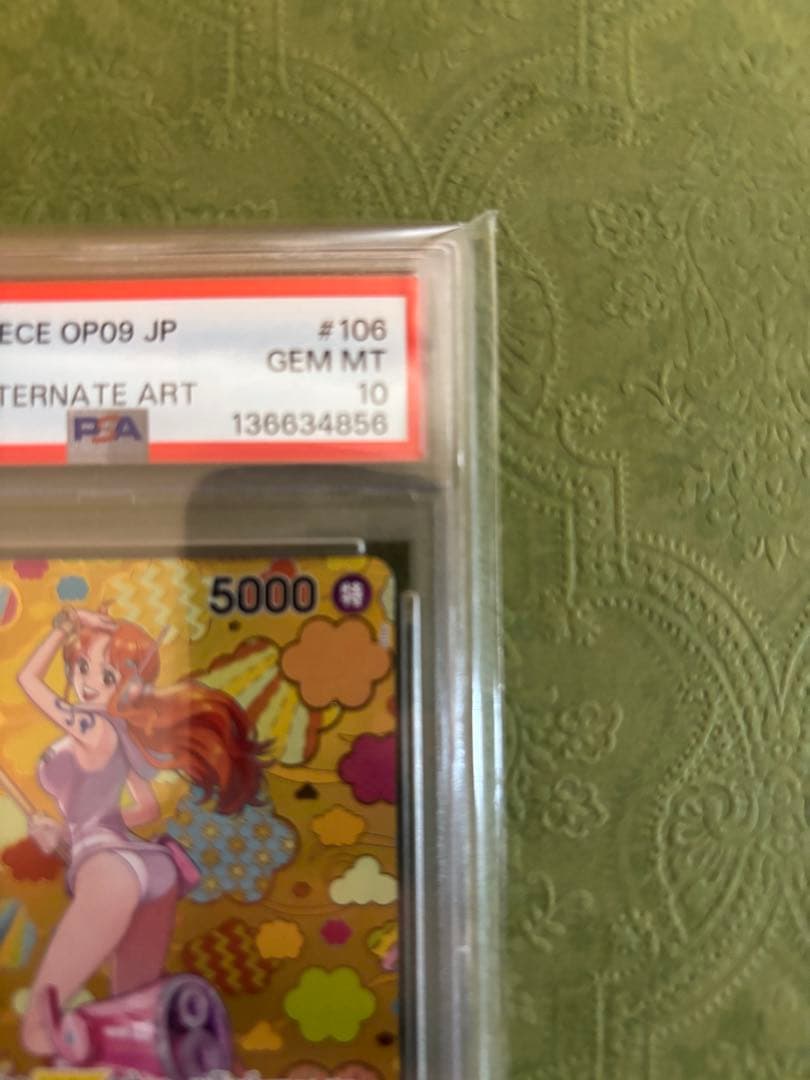 ECE OP09 JP #106
GEM MT
TERNATE ART 10
PSA 136634856
5000